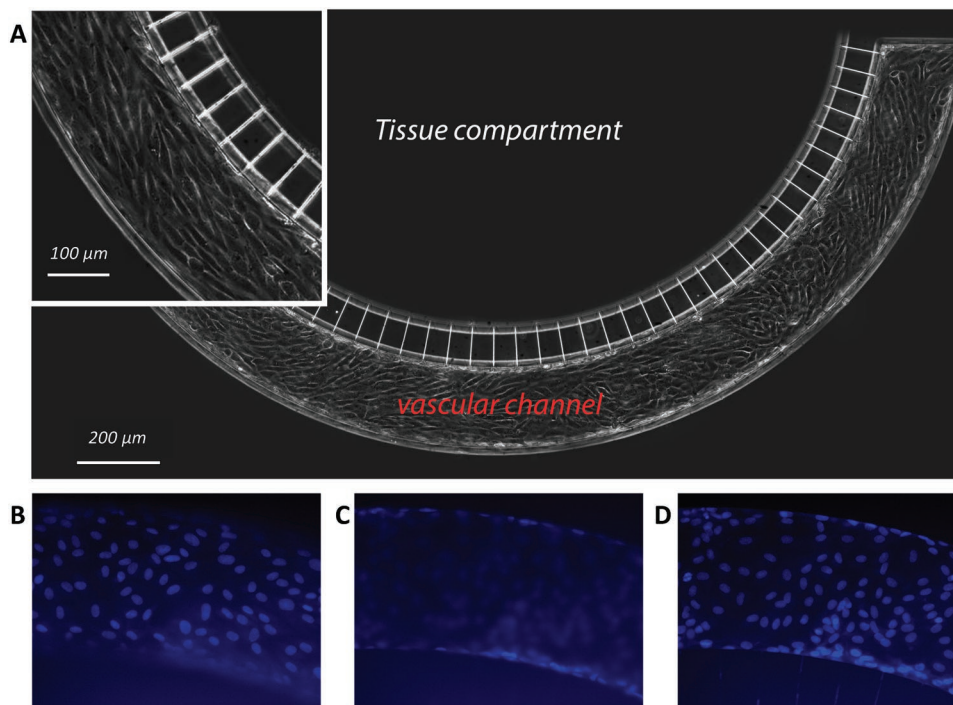 A
Tissue compartment
100 μm
vascular channel
200 μm
B
C
D